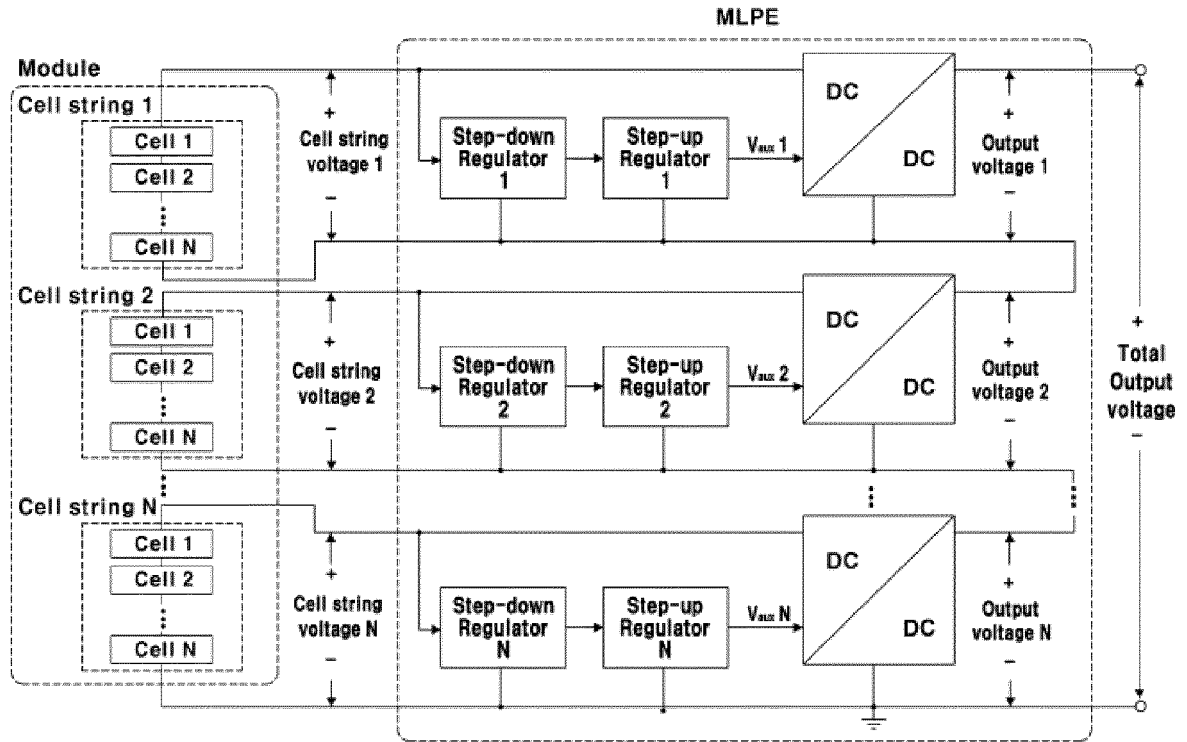 MLPE
Module
Cell string 1
Cell 1
Cell 2
Cell N
+
Cell string
voltage 1
−
Step-down
Regulator
1
Step-up
Regulator
1
Vaux 1
DC
DC
+
Output
voltage 1
−
Cell string 2
Cell 1
Cell 2
Cell N
+
Cell string
voltage 2
−
Step-down
Regulator
2
Step-up
Regulator
2
Vaux 2
DC
DC
+
Output
voltage 2
−
+
Total
Output
voltage
−
Cell string N
Cell 1
Cell 2
Cell N
+
Cell string
voltage N
−
Step-down
Regulator
N
Step-up
Regulator
N
Vaux N
DC
DC
+
Output
voltage N
−